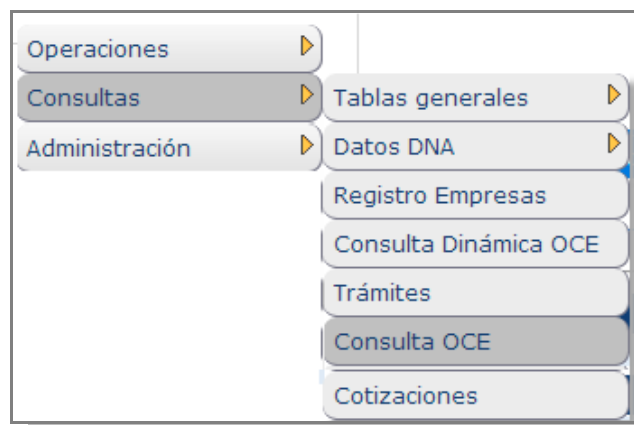 Operaciones
Consultas
Administración
Tablas generales
Datos DNA
Registro Empresas
Consulta Dinámica OCE
Trámites
Consulta OCE
Cotizaciones